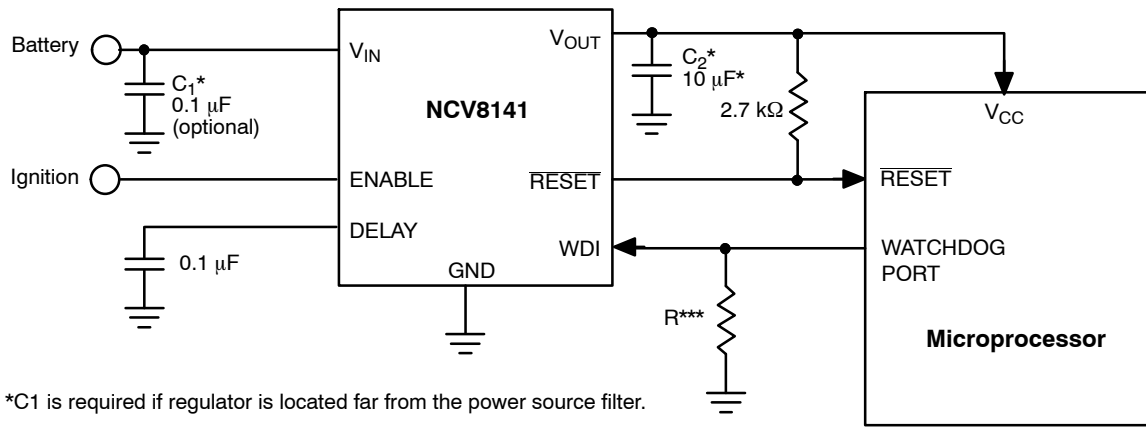 Battery
C1*
0.1 μF
(optional)
Ignition
0.1 μF
VIN
ENABLE
DELAY
NCV8141
GND
VOUT
RESET
WDI
C2*
10 μF*
2.7 kΩ
R***
VCC
RESET
WATCHDOG
PORT
Microprocessor
*C1 is required if regulator is located far from the power source filter.